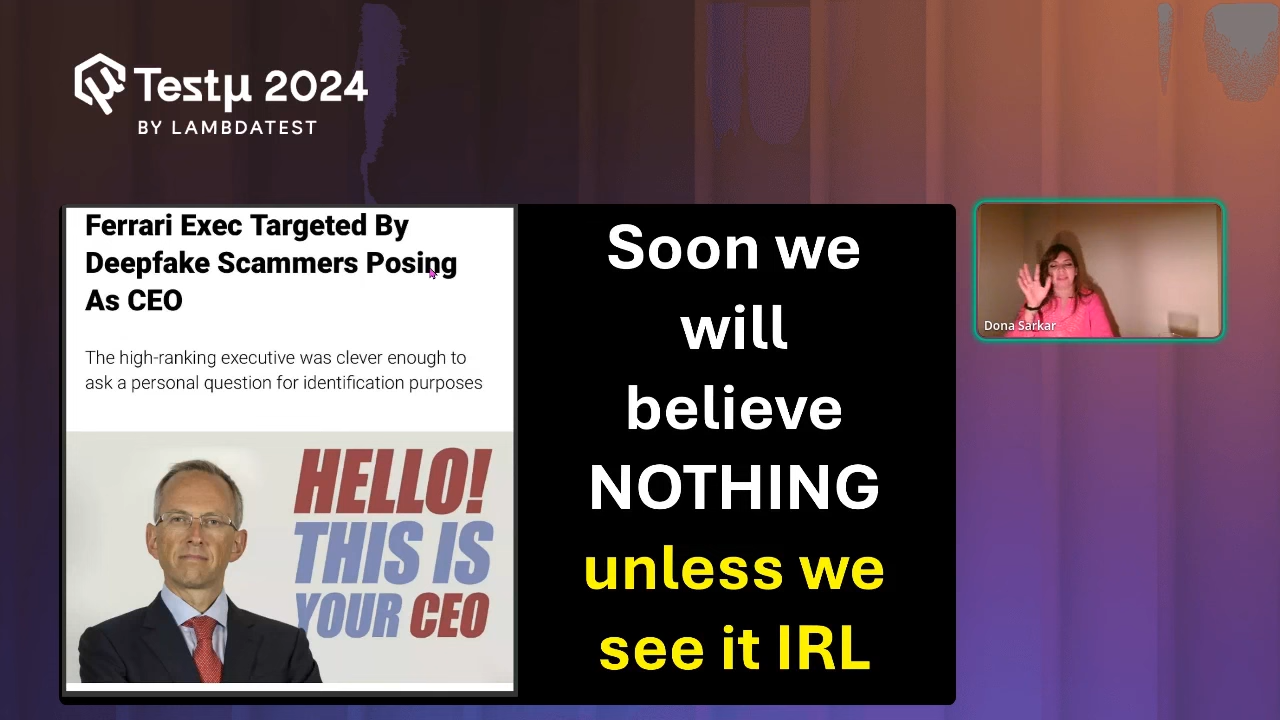 Testμ 2024
BY LAMBDATEST
Ferrari Exec Targeted By
Deepfake Scammers Posing
As CEO
The high-ranking executive was clever enough to
ask a personal question for identification purposes
HELLO!
THIS IS
YOUR CEO
Soon we
will
believe
NOTHING
unless we
see it IRL
Dona Sarkar